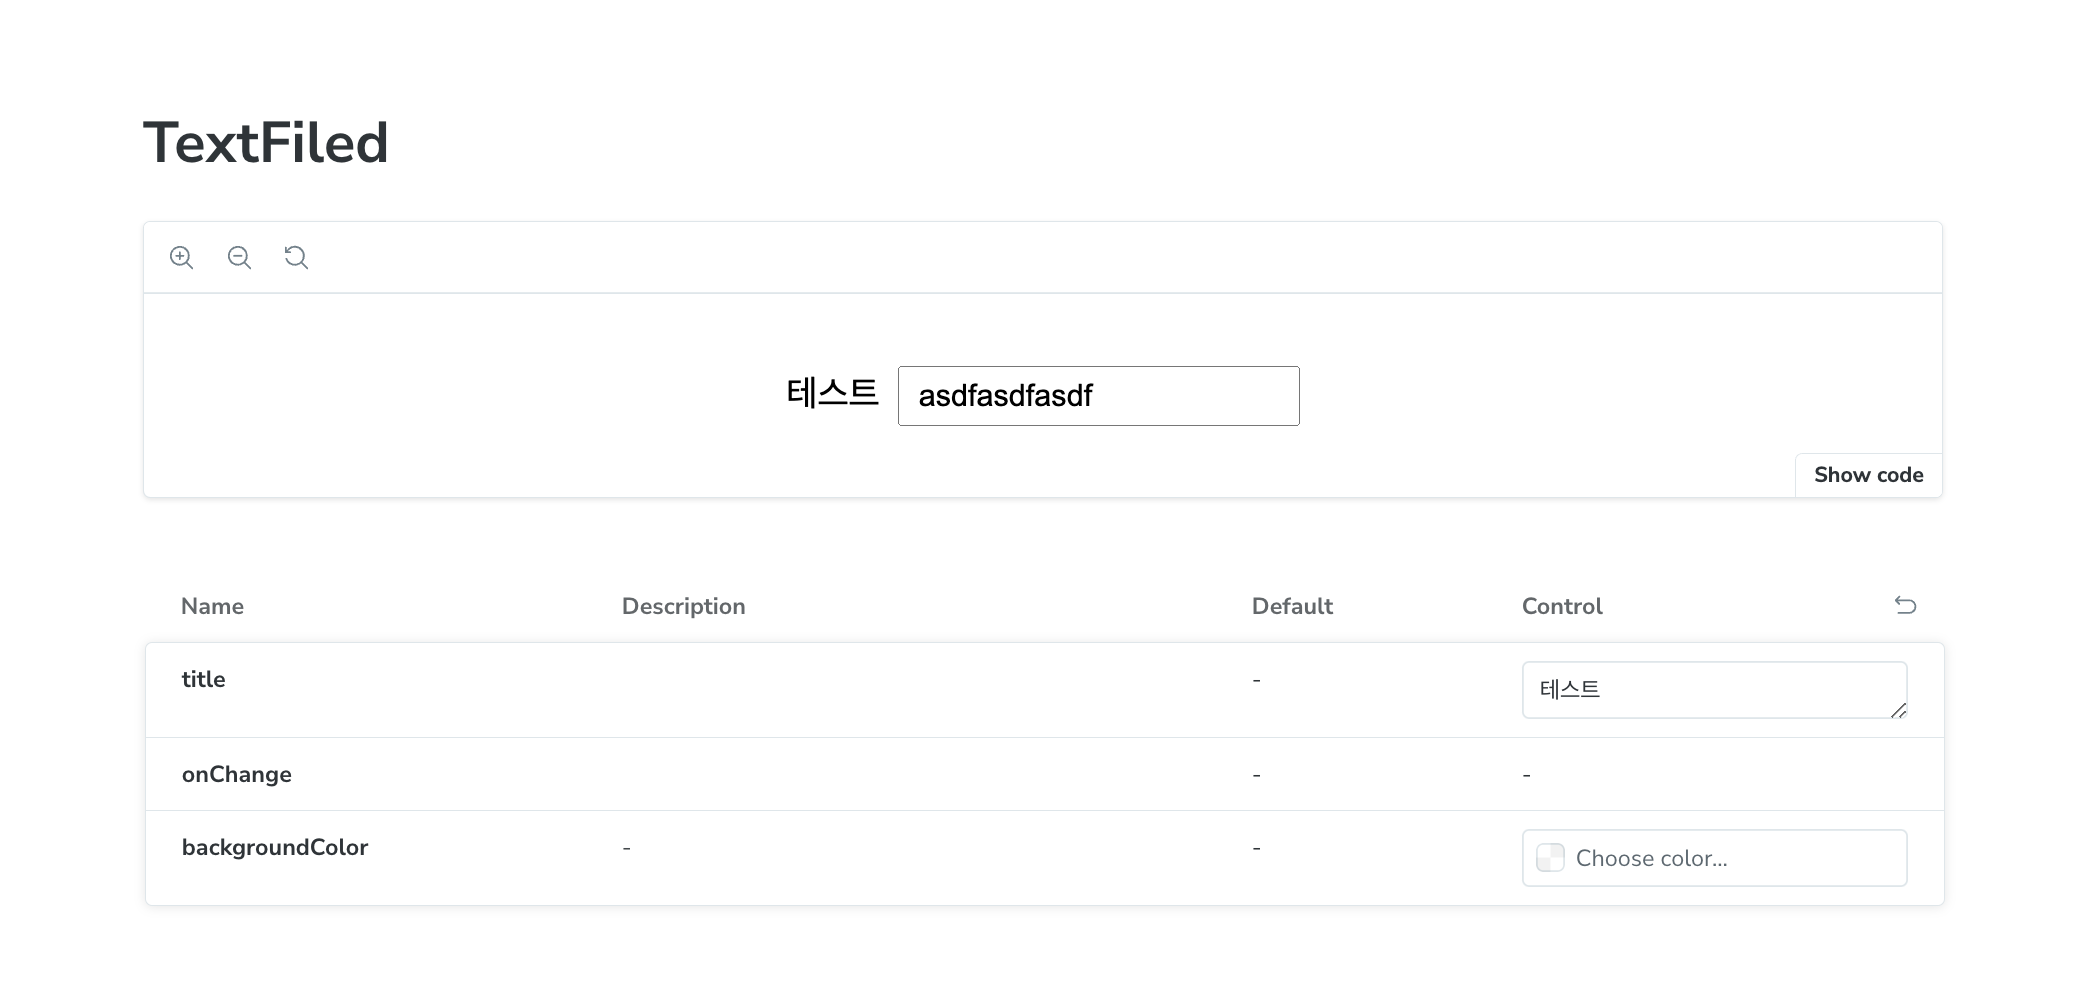 TextFiled
테스트 asdfasdfasdf
Show code
Name Description Default Control
title - 테스트
onChange - -
backgroundColor - - Choose color...